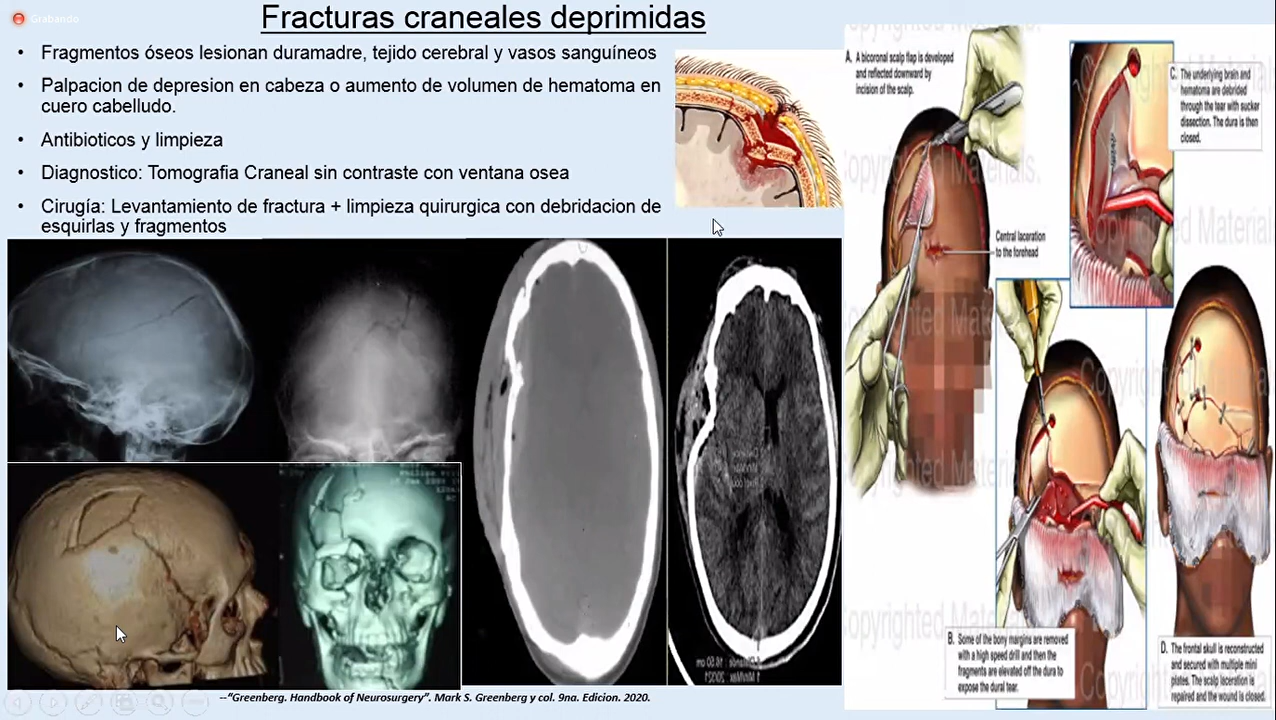 Grabando
Fracturas craneales deprimidas
• Fragmentos óseos lesionan duramadre, tejido cerebral y vasos sanguíneos
• Palpacion de depresion en cabeza o aumento de volumen de hematoma en
cuero cabelludo.
• Antibioticos y limpieza
• Diagnostico: Tomografia Craneal sin contraste con ventana osea
• Cirugía: Levantamiento de fractura + limpieza quirurgica con debridacion de
esquirlas y fragmentos
A. A bicoronal scalp flap is developed
and reflected downward by
incision of the scalp.
C. The underlying brain and
hematoma are debrided
through the tear with sucker
dissection. The dura is then
closed.
Central laceration
to the forehead
B. Some of the bony margins are removed
with a high speed drill and then the
fragments are elevated off the dura to
expose the dural tear.
D. The frontal skull is reconstructed
and secured with multiple mini
plates. The scalp laceration is
repaired and the wound is closed.
--"Greenberg. Handbook of Neurosurgery". Mark S. Greenberg y col. 9na. Edicion. 2020.